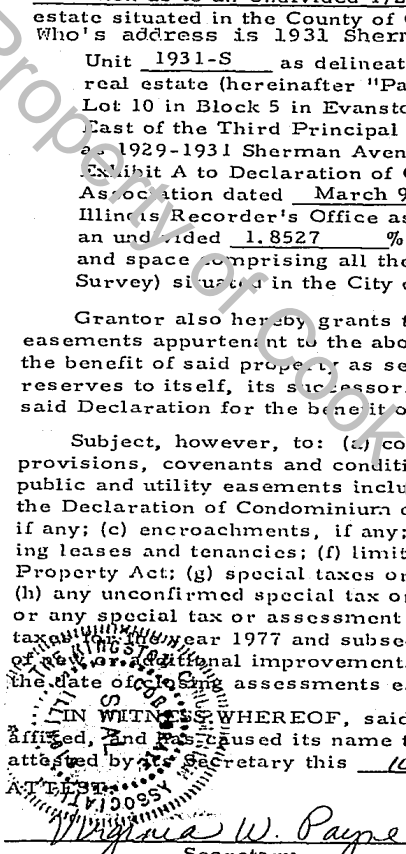 estate situated in the County of
Who's address is 1931 Sherm
Unit 1931-S as delineat
real estate (hereinafter "Pa
Lot 10 in Block 5 in Evansto
East of the Third Principal
as 1929-1931 Sherman Aven
Exhibit A to Declaration of
Association dated March 9
Illinois Recorder's Office as
an undivided 1.8527 %
and space comprising all the
Survey) situated in the City
Grantor also hereby grants t
easements appurtenant to the abo
the benefit of said property as se
reserves to itself, its successor
said Declaration for the benefit o
Subject, however, to: (a) co
provisions, covenants and conditi
public and utility easements inclu
the Declaration of Condominium
if any; (c) encroachments, if any;
ing leases and tenancies; (f) limit
Property Act; (g) special taxes or
(h) any unconfirmed special tax o
or any special tax or assessment
taxes for the year 1977 and subse
or additional improvement
the date of closing assessments e
IN WITNESS WHEREOF, said
affixed, and has caused its name t
attested by its Secretary this 10
ATTEST:
Virginia W. Payne
Secretary
Property of Cook
SEAL